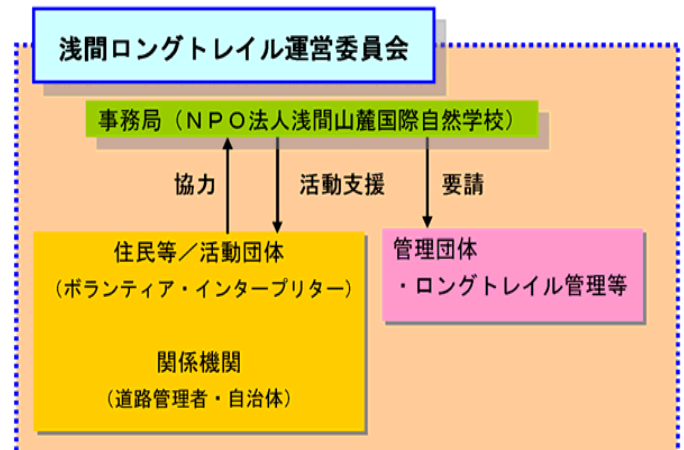 浅間ロングトレイル運営委員会
事務局（ＮＰＯ法人浅間山麓国際自然学校）
協力
活動支援
要請
住民等／活動団体
（ボランティア・インタープリター）
関係機関
（道路管理者・自治体）
管理団体
・ロングトレイル管理等